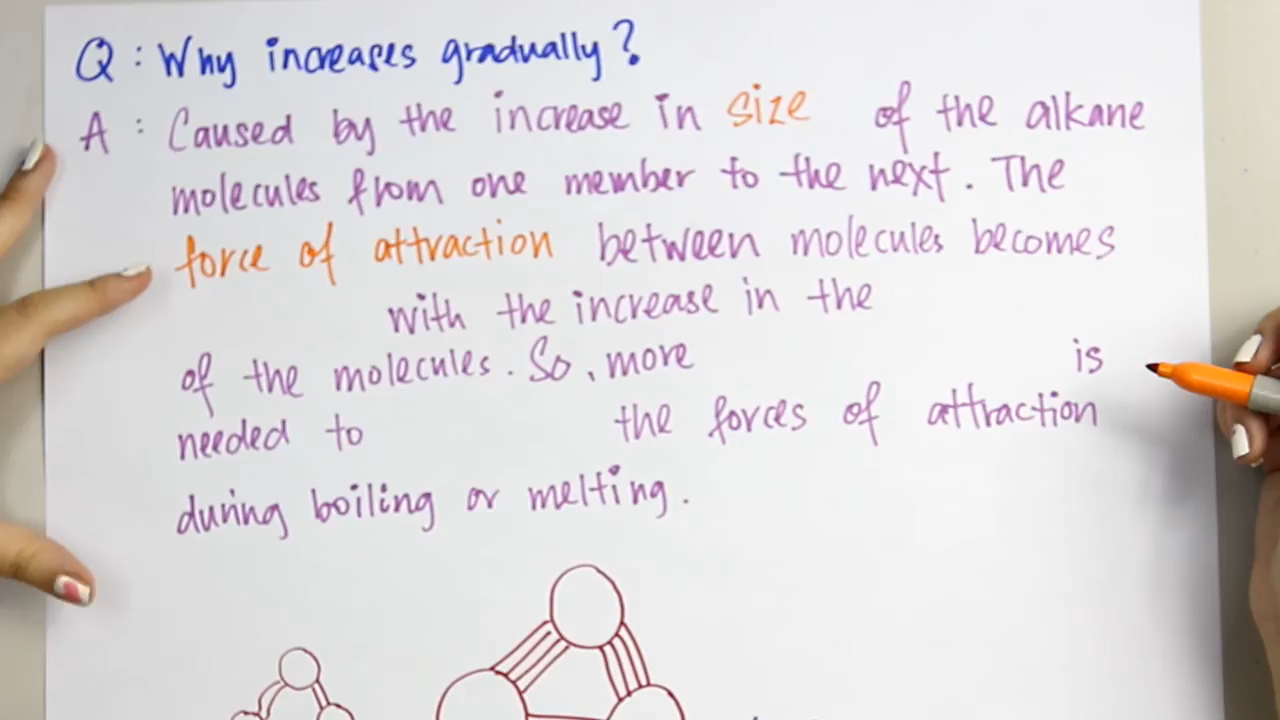 Q : Why increases gradually?
A : Caused by the increase in size of the alkane
molecules from one member to the next. The
force of attraction between molecules becomes
with the increase in the
of the molecules. So, more is
needed to the forces of attraction
during boiling or melting.